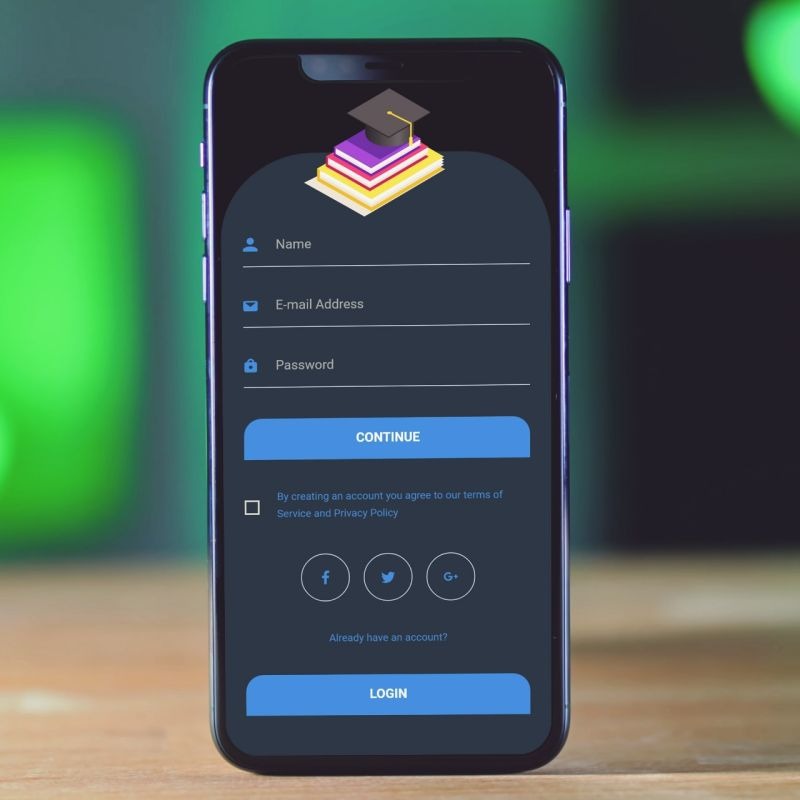 Name
E-mail Address
Password
CONTINUE
By creating an account you agree to our terms of
Service and Privacy Policy
G+
Already have an account?
LOGIN